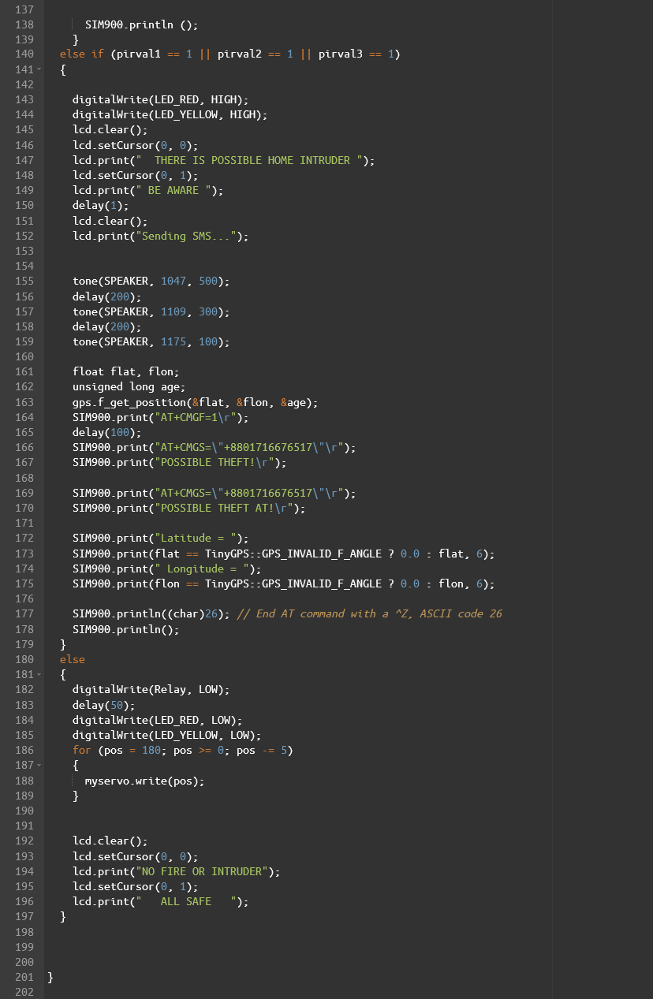 137
138 SIM900.println ();
139 }
140 else if (pirval1 == 1 || pirval2 == 1 || pirval3 == 1)
141 {
142
143 digitalWrite(LED_RED, HIGH);
144 digitalWrite(LED_YELLOW, HIGH);
145 lcd.clear();
146 lcd.setCursor(0, 0);
147 lcd.print("  THERE IS POSSIBLE HOME INTRUDER ");
148 lcd.setCursor(0, 1);
149 lcd.print(" BE AWARE ");
150 delay(1);
151 lcd.clear();
152 lcd.print("Sending SMS...");
153
154
155 tone(SPEAKER, 1047, 500);
156 delay(200);
157 tone(SPEAKER, 1109, 300);
158 delay(200);
159 tone(SPEAKER, 1175, 100);
160
161 float flat, flon;
162 unsigned long age;
163 gps.f_get_position(&flat, &flon, &age);
164 SIM900.print("AT+CMGF=1\r");
165 delay(100);
166 SIM900.print("AT+CMGS=\"+8801716676517\"\r");
167 SIM900.print("POSSIBLE THEFT!\r");
168
169 SIM900.print("AT+CMGS=\"+8801716676517\"\r");
170 SIM900.print("POSSIBLE THEFT AT!\r");
171
172 SIM900.print("Latitude = ");
173 SIM900.print(flat == TinyGPS::GPS_INVALID_F_ANGLE ? 0.0 : flat, 6);
174 SIM900.print(" Longitude = ");
175 SIM900.print(flon == TinyGPS::GPS_INVALID_F_ANGLE ? 0.0 : flon, 6);
176
177 SIM900.println((char)26); // End AT command with a ^Z, ASCII code 26
178 SIM900.println();
179 }
180 else
181 {
182 digitalWrite(Relay, LOW);
183 delay(50);
184 digitalWrite(LED_RED, LOW);
185 digitalWrite(LED_YELLOW, LOW);
186 for (pos = 180; pos >= 0; pos -= 5)
187 {
188 myservo.write(pos);
189 }
190
191
192 lcd.clear();
193 lcd.setCursor(0, 0);
194 lcd.print("NO FIRE OR INTRUDER");
195 lcd.setCursor(0, 1);
196 lcd.print("   ALL SAFE   ");
197 }
198
199
200
201 }
202